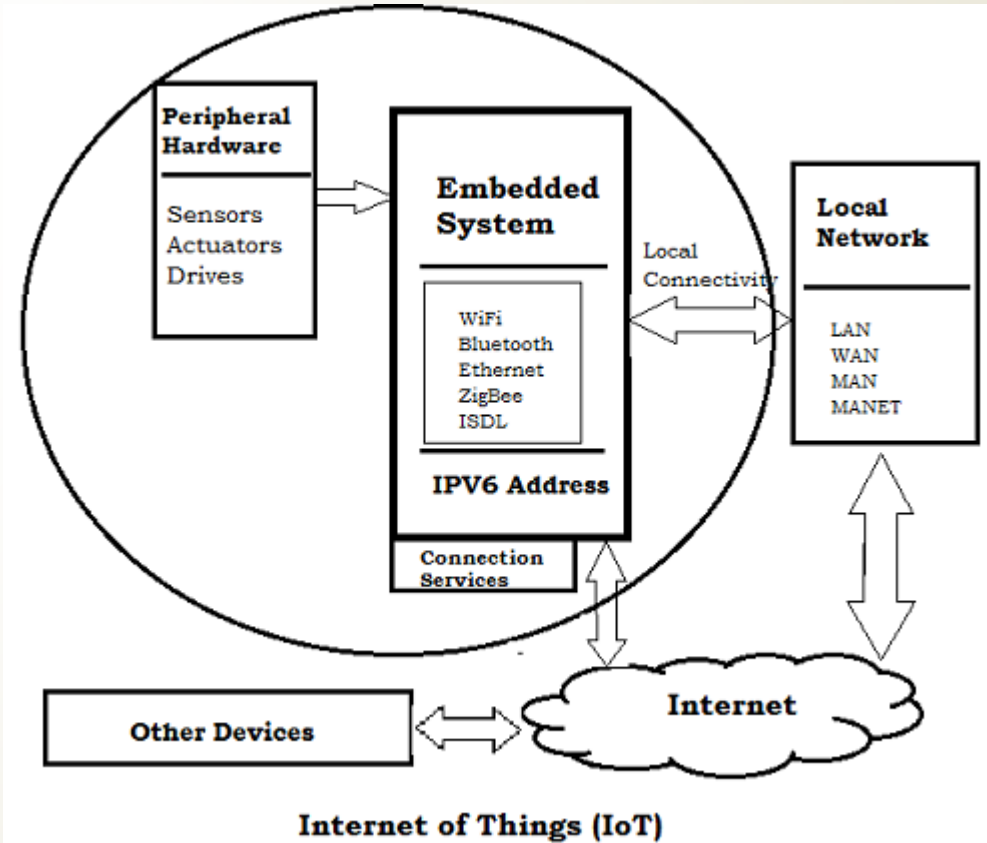 Peripheral
Hardware
Sensors
Actuators
Drives
Embedded
System
WiFi
Bluetooth
Ethernet
ZigBee
ISDL
IPV6 Address
Connection
Services
Local
Connectivity
Local
Network
LAN
WAN
MAN
MANET
Internet
Other Devices
Internet of Things (IoT)